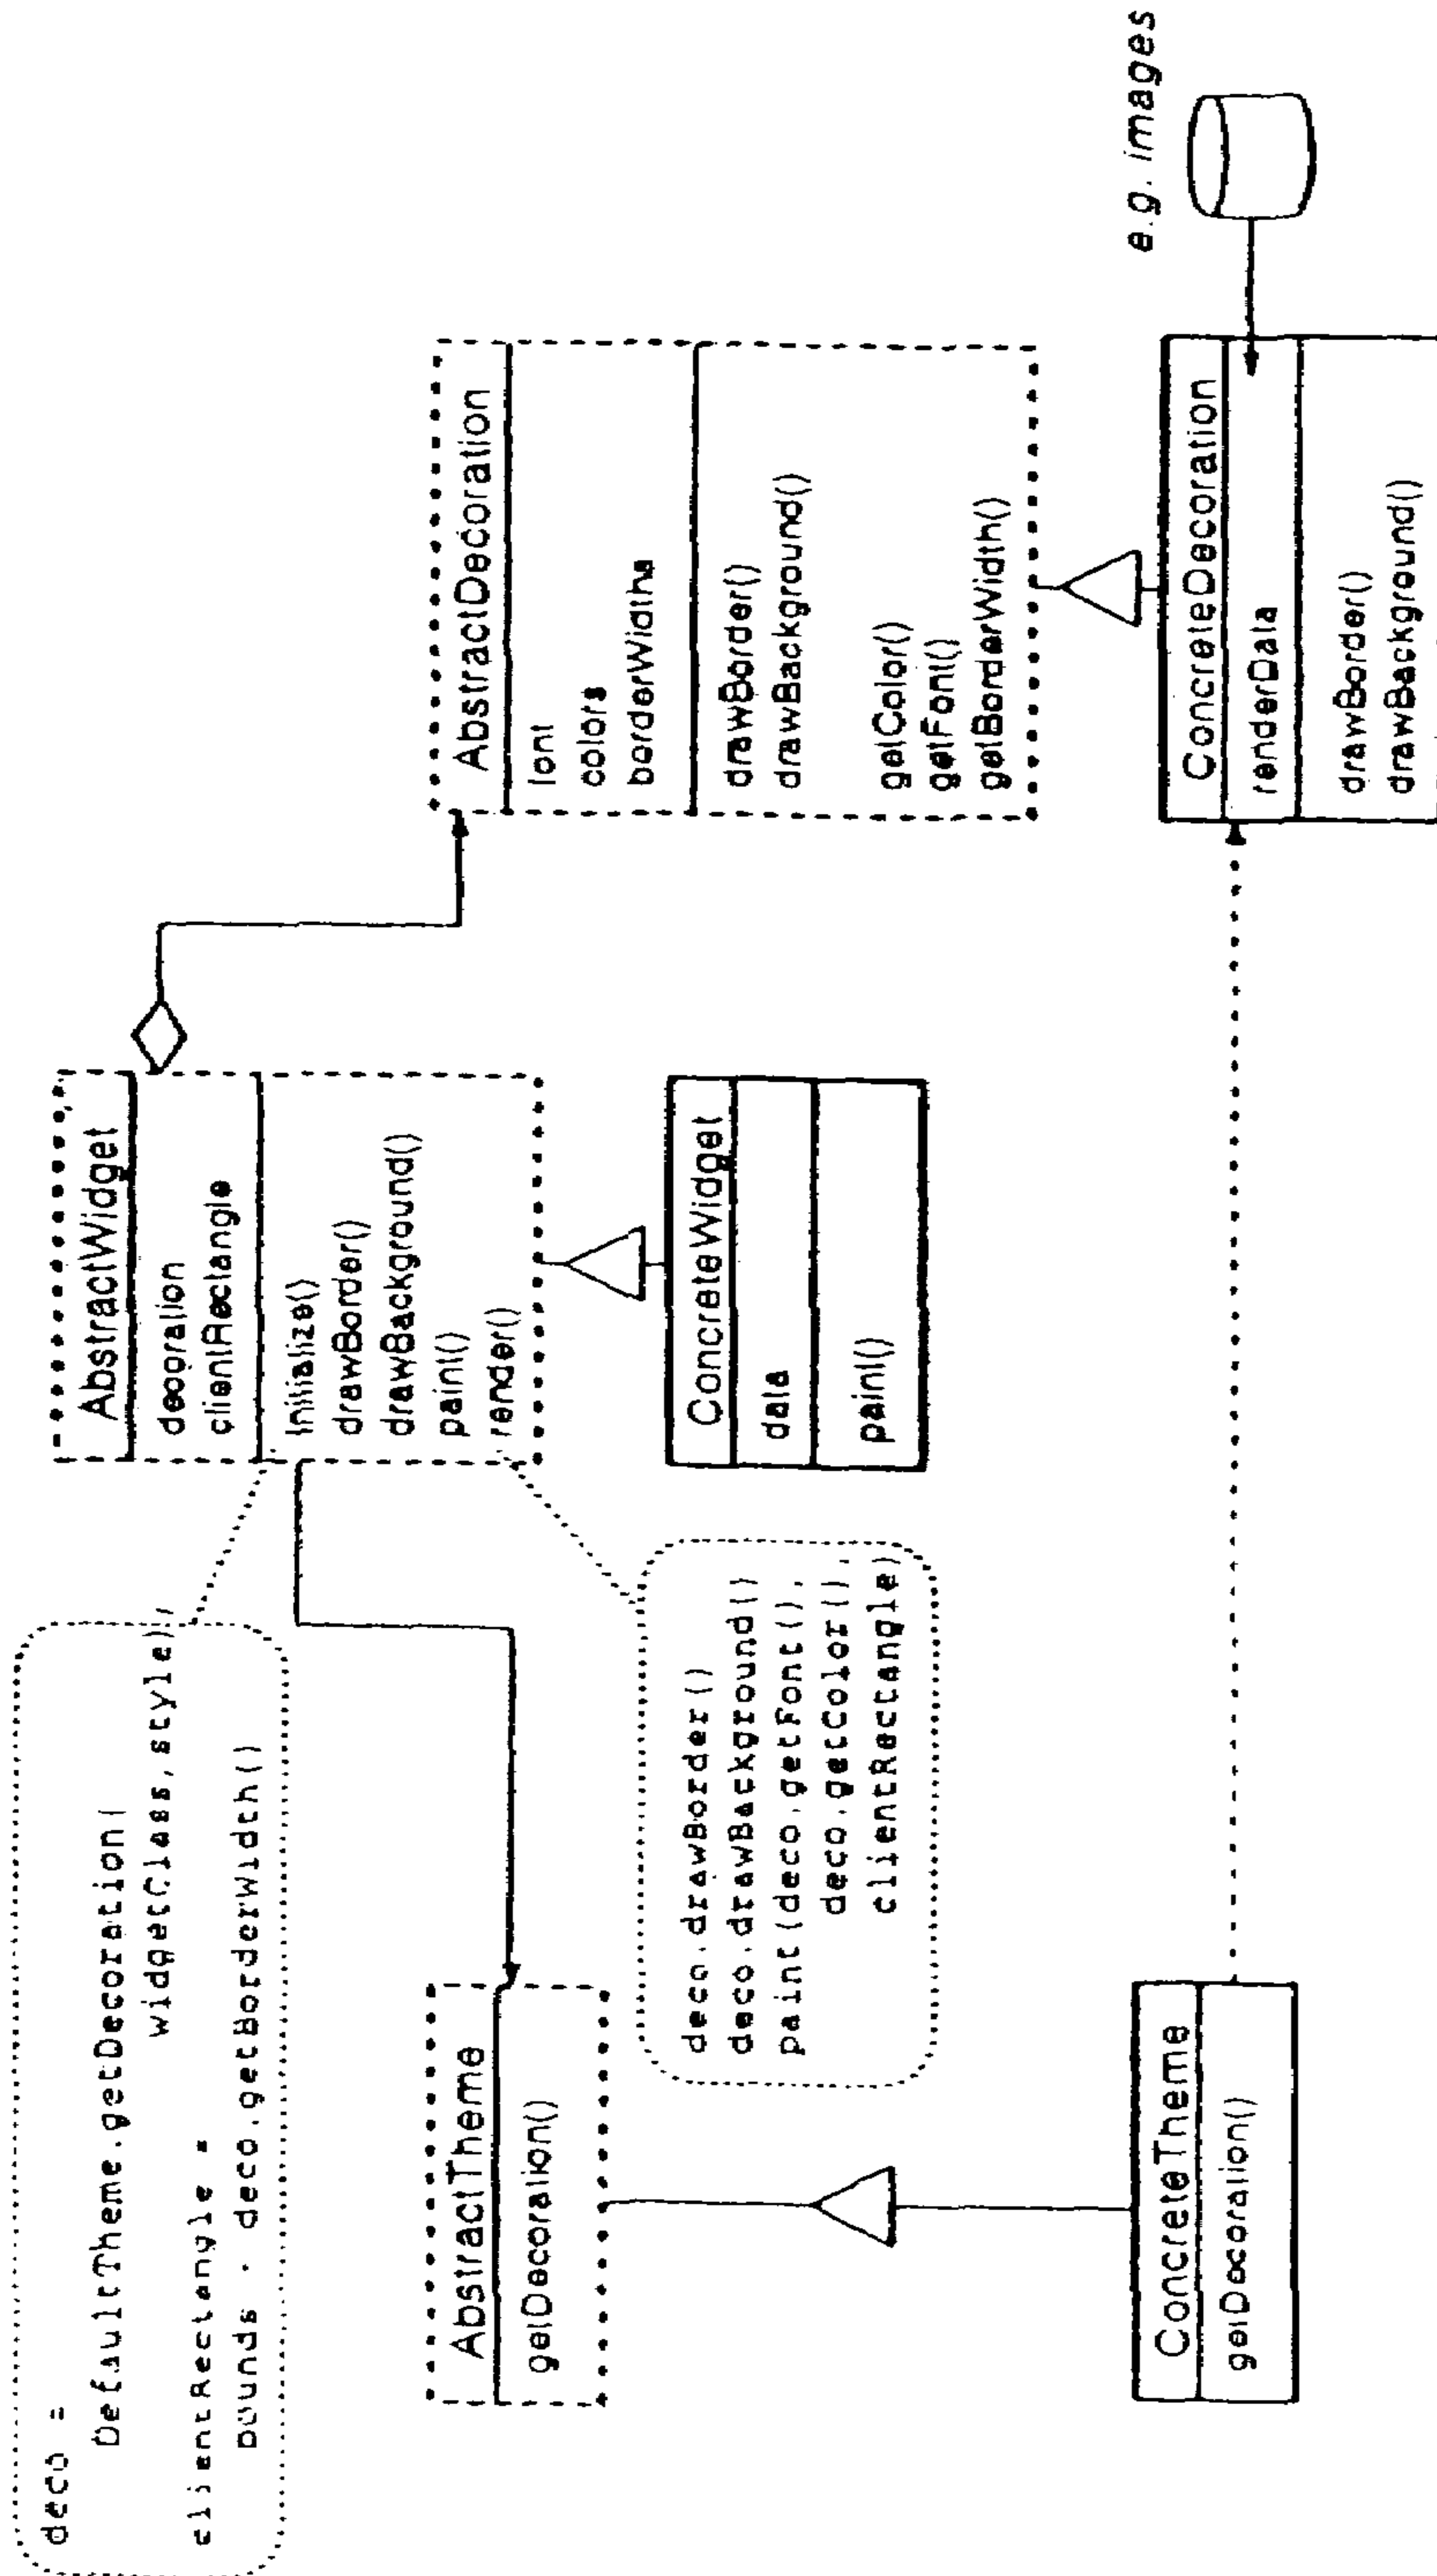 deco =
DefaultTheme.getDecoration(
widgetClass,style);
clientRectangle =
bounds - deco.getBorderWidth()
AbstractTheme
getDecoration()
deco.drawBorder()
deco.drawBackground()
paint(deco.getFont(),
deco.getColor(),
clientRectangle)
ConcreteTheme
getDecoration()
AbstractWidget
decoration
clientRectangle
initialize()
drawBorder()
drawBackground()
paint()
render()
ConcreteWidget
data
paint()
AbstractDecoration
font
colors
borderWidths
drawBorder()
drawBackground()
getColor()
getFont()
getBorderWidth()
ConcreteDecoration
renderData
drawBorder()
drawBackground()
e.g. images